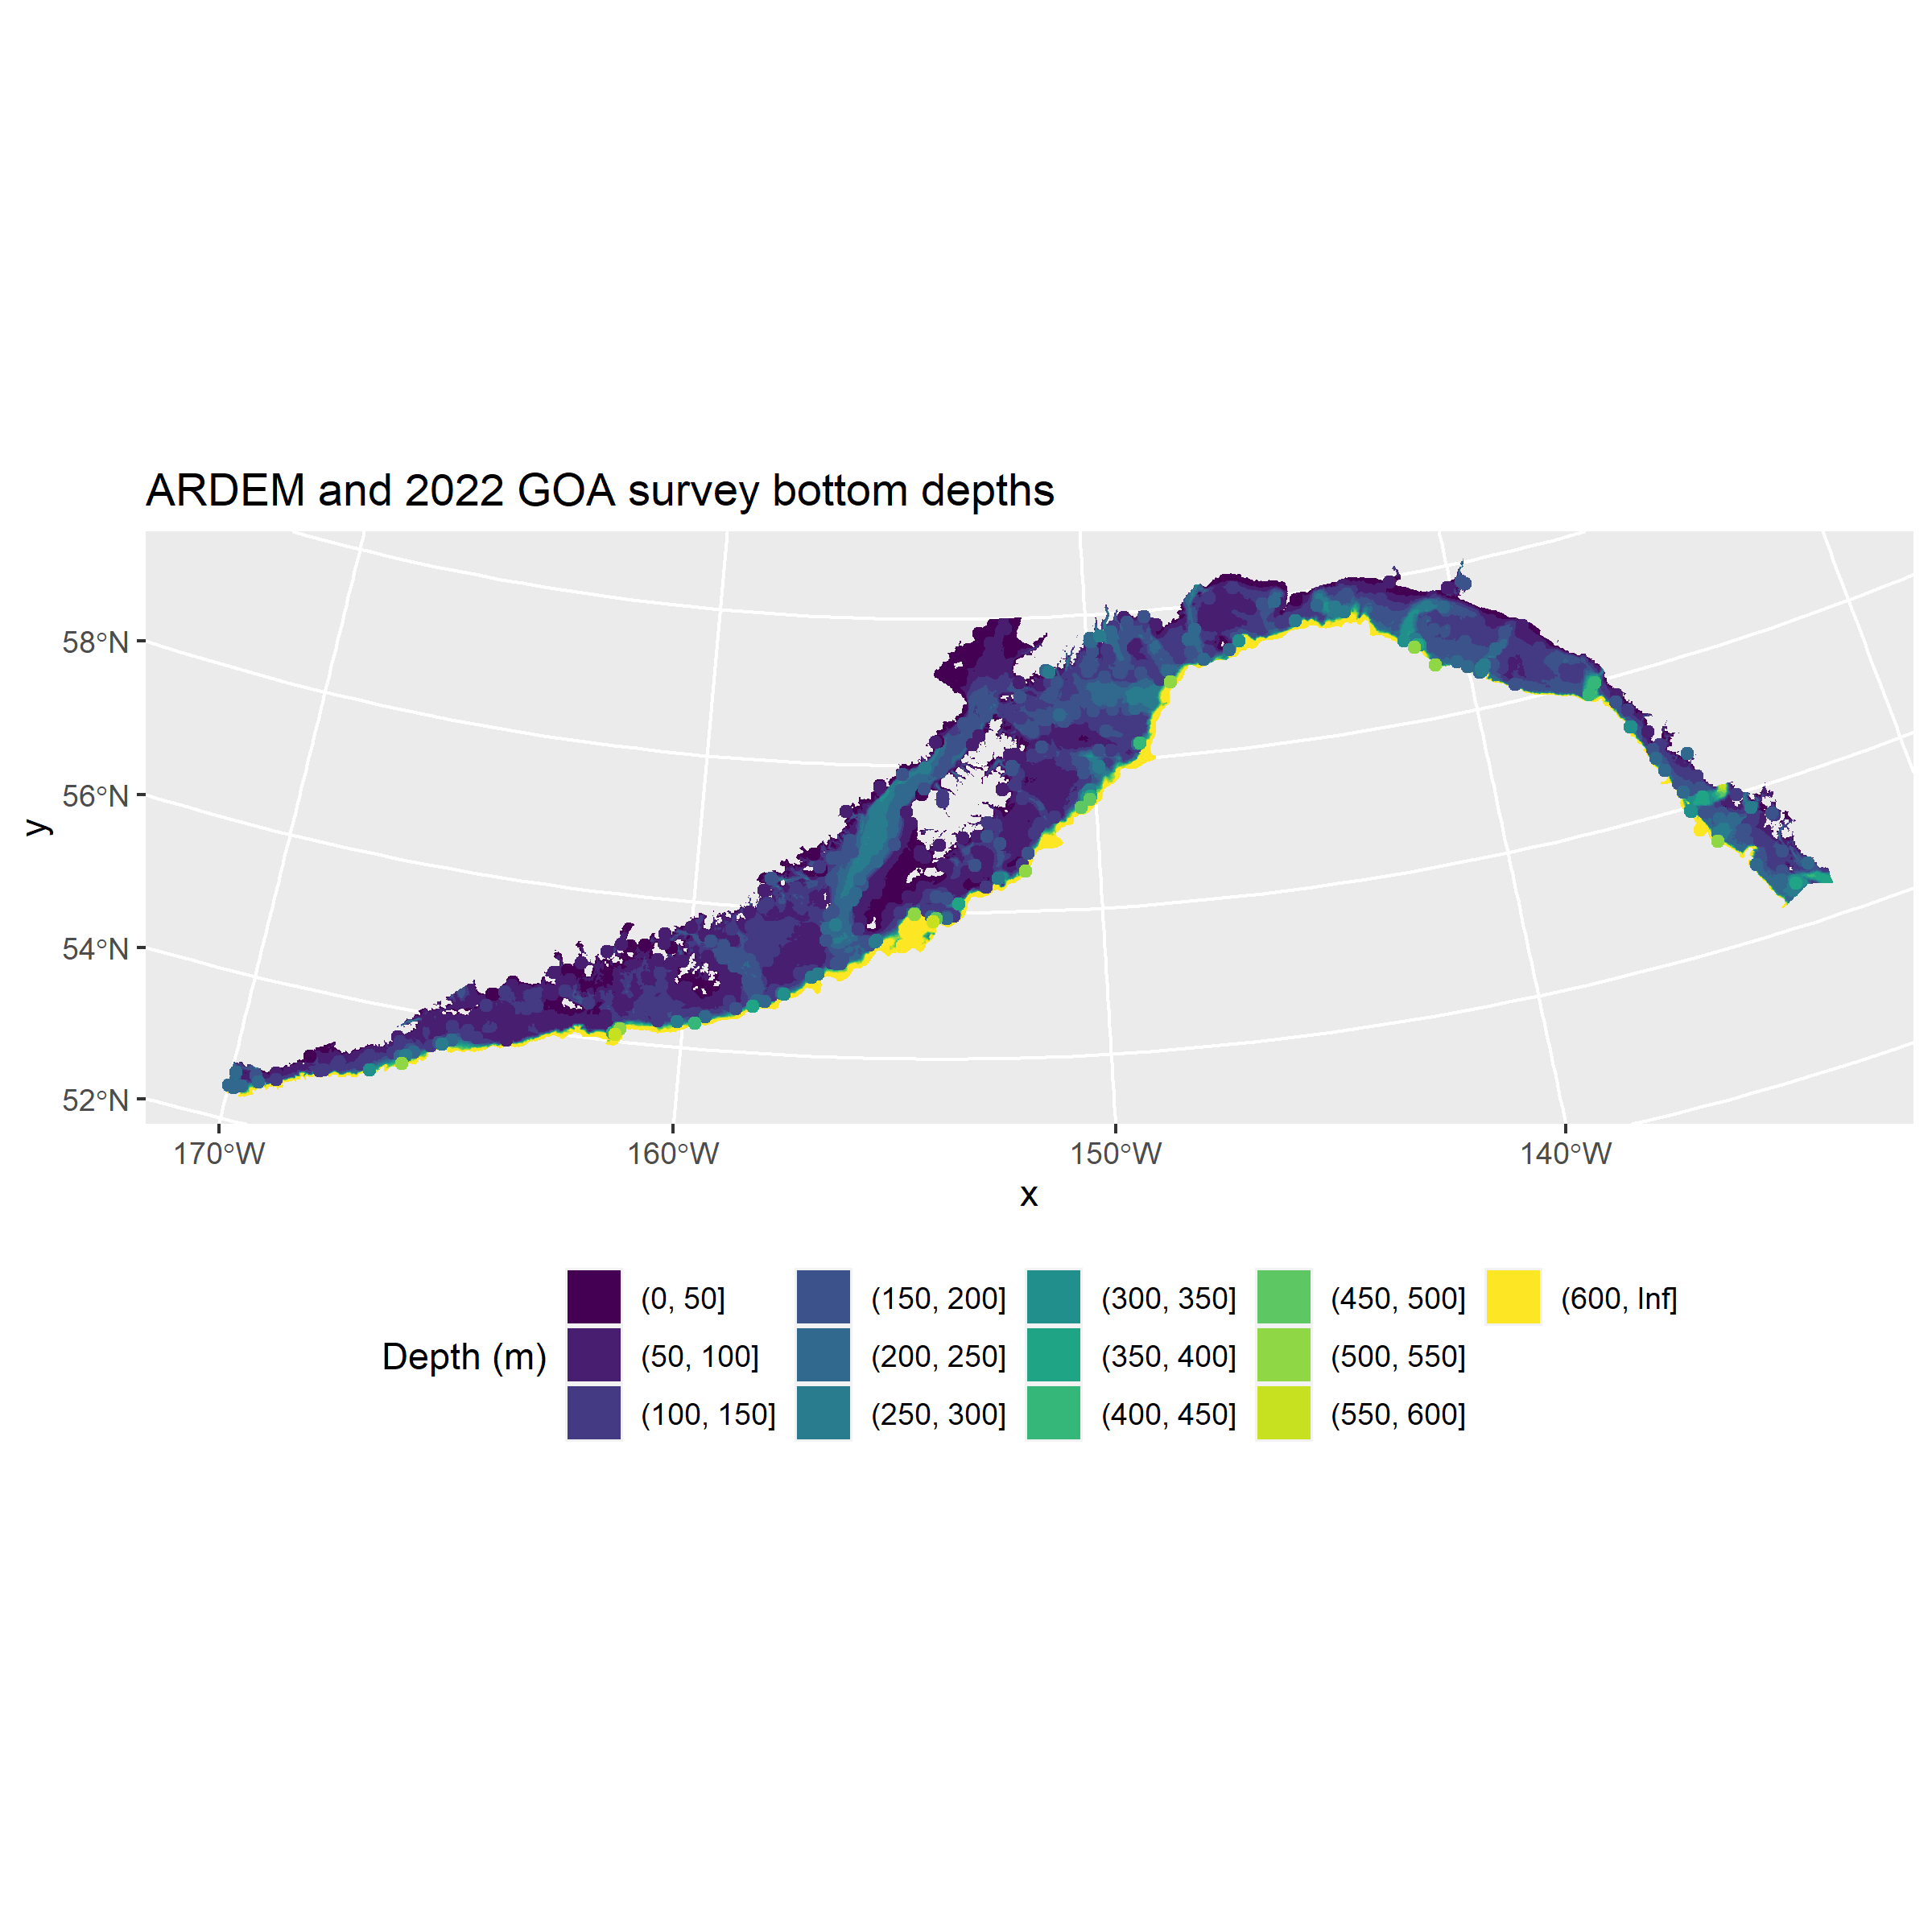 ARDEM and 2022 GOA survey bottom depths
58°N
56°N
54°N
52°N
y
170°W 160°W 150°W 140°W
x
Depth (m)
(0, 50] (150, 200] (300, 350] (450, 500] (600, Inf]
(50, 100] (200, 250] (350, 400] (500, 550]
(100, 150] (250, 300] (400, 450] (550, 600]